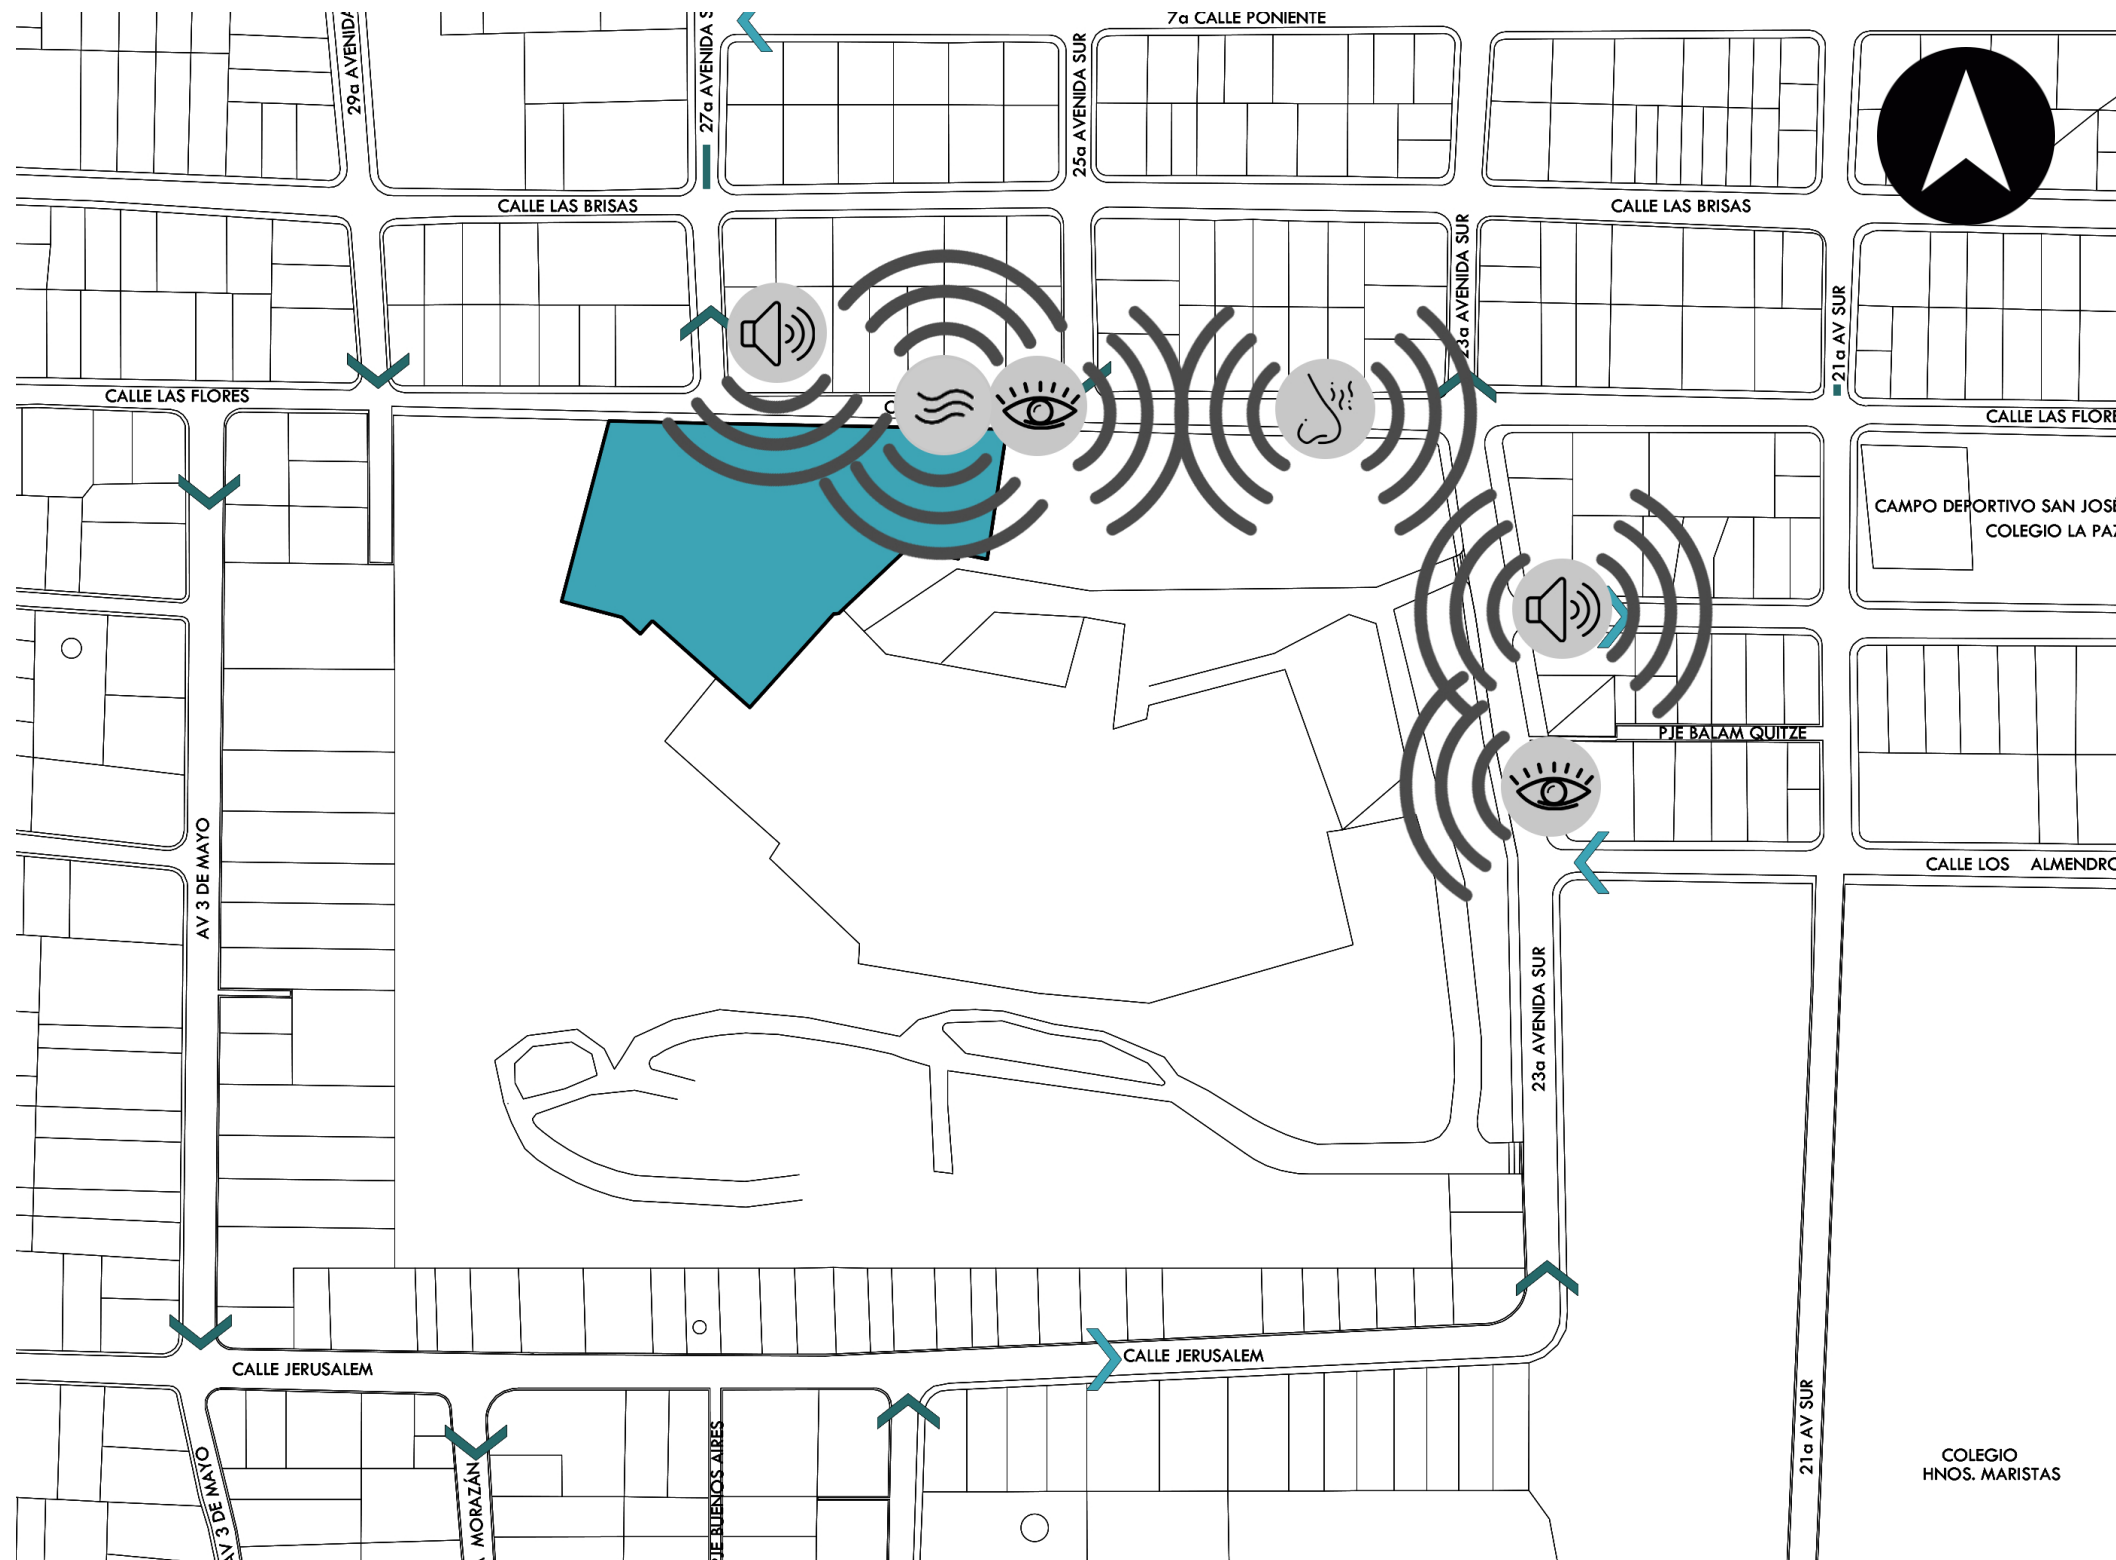 7a CALLE PONIENTE
29a AVENIDA
27a AVENIDA S
25a AVENIDA SUR
CALLE LAS BRISAS
CALLE LAS BRISAS
23a AVENIDA SUR
21a AV SUR
CALLE LAS FLORES
C
CALLE LAS FLORE
CAMPO DEPORTIVO SAN JOSÉ
COLEGIO LA PAZ
PJE BALAM QUITZE
AV 3 DE MAYO
CALLE LOS ALMENDRO
23a AVENIDA SUR
CALLE JERUSALEM
CALLE JERUSALEM
21a AV SUR
AV 3 DE MAYO
MORAZÁN
PJE BUENOS AIRES
COLEGIO
HNOS. MARISTAS